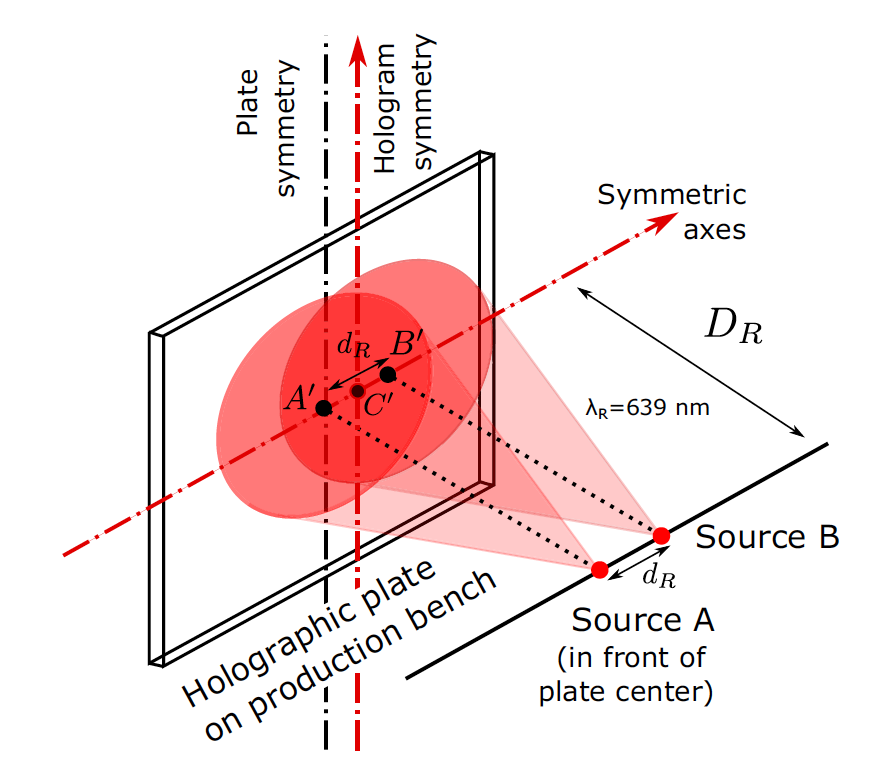 Plate
symmetry
Hologram
symmetry
Symmetric
axes
D_R
d_R
B′
A′
C′
λ_R=639 nm
Source B
d_R
Source A
(in front of
plate center)
Holographic plate
on production bench